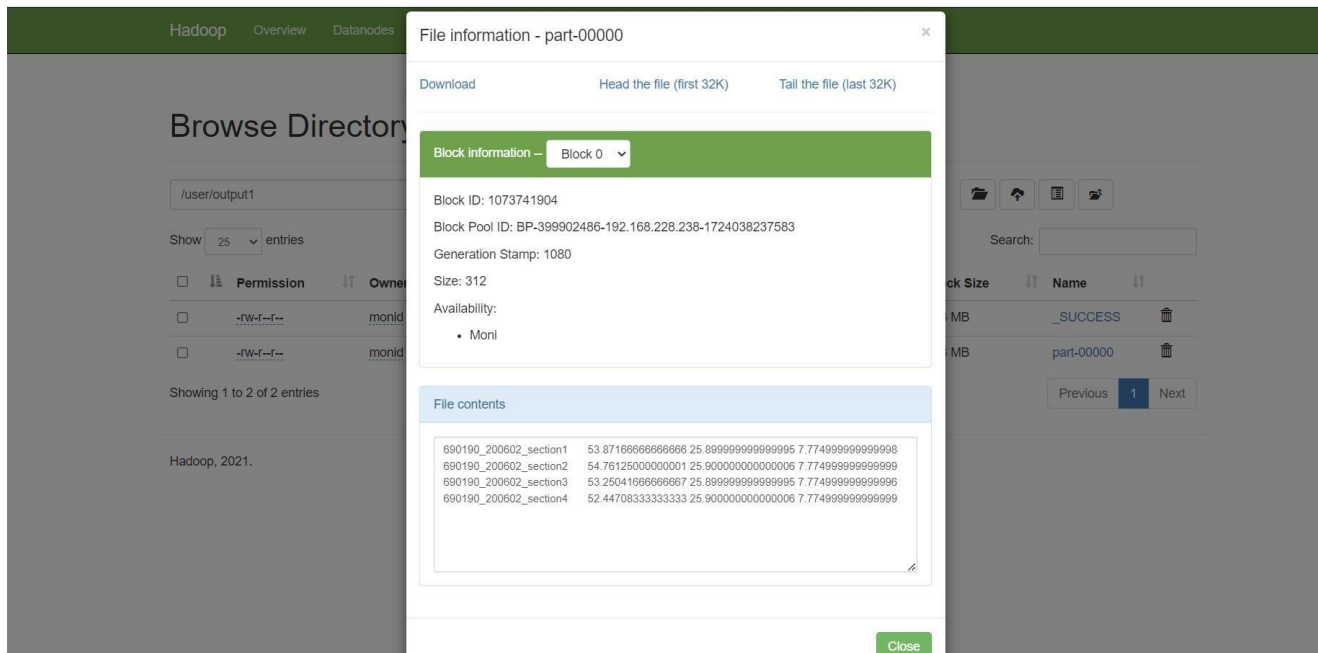 Hadoop Overview Datanodes
File information - part-00000 ×
Download Head the file (first 32K) Tail the file (last 32K)
Browse Directory
Block information -- Block 0
/user/output1
Block ID: 1073741904
Block Pool ID: BP-399902486-192.168.228.238-1724038237583
Show 25 entries
Search:
Generation Stamp: 1080
Permission Owner ck Size Name
Size: 312
Availability:
-rw-r--r-- monid MB _SUCCESS
• Moni
-rw-r--r-- monid MB part-00000
Showing 1 to 2 of 2 entries
Previous 1 Next
File contents
690190_200602_section1 53.87166666666666 25.899999999999995 7.774999999999998
690190_200602_section2 54.76125000000001 25.900000000000006 7.774999999999999
690190_200602_section3 53.25041666666667 25.899999999999995 7.774999999999996
690190_200602_section4 52.44708333333333 25.900000000000006 7.774999999999999
Hadoop, 2021.
Close